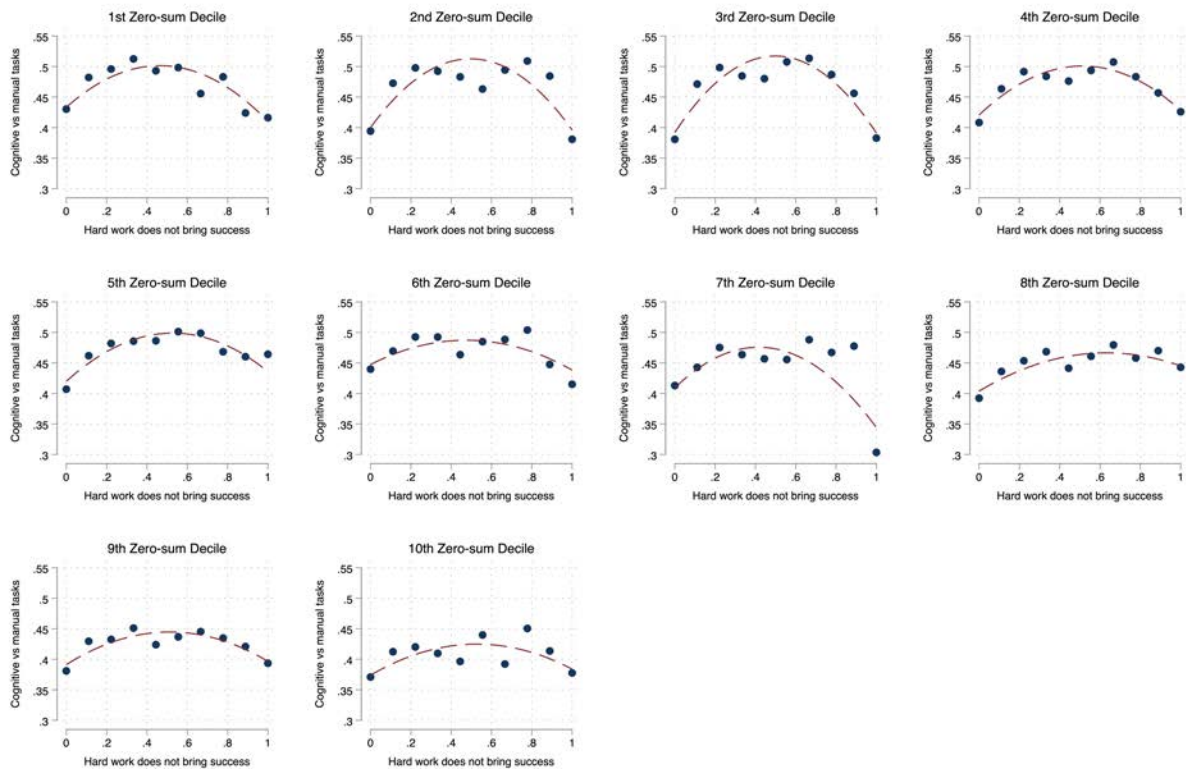 1st Zero-sum Decile
Cognitive vs manual tasks
.55
.5
.45
.4
.35
.3
0 .2 .4 .6 .8 1
Hard work does not bring success
2nd Zero-sum Decile
Cognitive vs manual tasks
.55
.5
.45
.4
.35
.3
0 .2 .4 .6 .8 1
Hard work does not bring success
3rd Zero-sum Decile
Cognitive vs manual tasks
.55
.5
.45
.4
.35
.3
0 .2 .4 .6 .8 1
Hard work does not bring success
4th Zero-sum Decile
Cognitive vs manual tasks
.55
.5
.45
.4
.35
.3
0 .2 .4 .6 .8 1
Hard work does not bring success
5th Zero-sum Decile
Cognitive vs manual tasks
.55
.5
.45
.4
.35
.3
0 .2 .4 .6 .8 1
Hard work does not bring success
6th Zero-sum Decile
Cognitive vs manual tasks
.55
.5
.45
.4
.35
.3
0 .2 .4 .6 .8 1
Hard work does not bring success
7th Zero-sum Decile
Cognitive vs manual tasks
.55
.5
.45
.4
.35
.3
0 .2 .4 .6 .8 1
Hard work does not bring success
8th Zero-sum Decile
Cognitive vs manual tasks
.55
.5
.45
.4
.35
.3
0 .2 .4 .6 .8 1
Hard work does not bring success
9th Zero-sum Decile
Cognitive vs manual tasks
.55
.5
.45
.4
.35
.3
0 .2 .4 .6 .8 1
Hard work does not bring success
10th Zero-sum Decile
Cognitive vs manual tasks
.55
.5
.45
.4
.35
.3
0 .2 .4 .6 .8 1
Hard work does not bring success